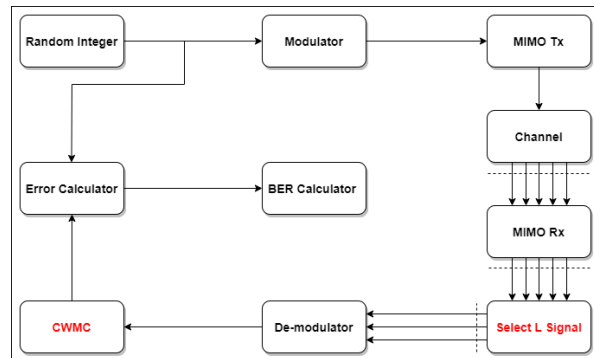 Random Integer
Modulator
MIMO Tx
Channel
Error Calculator
BER Calculator
MIMO Rx
CWMC
De-modulator
Select L Signal